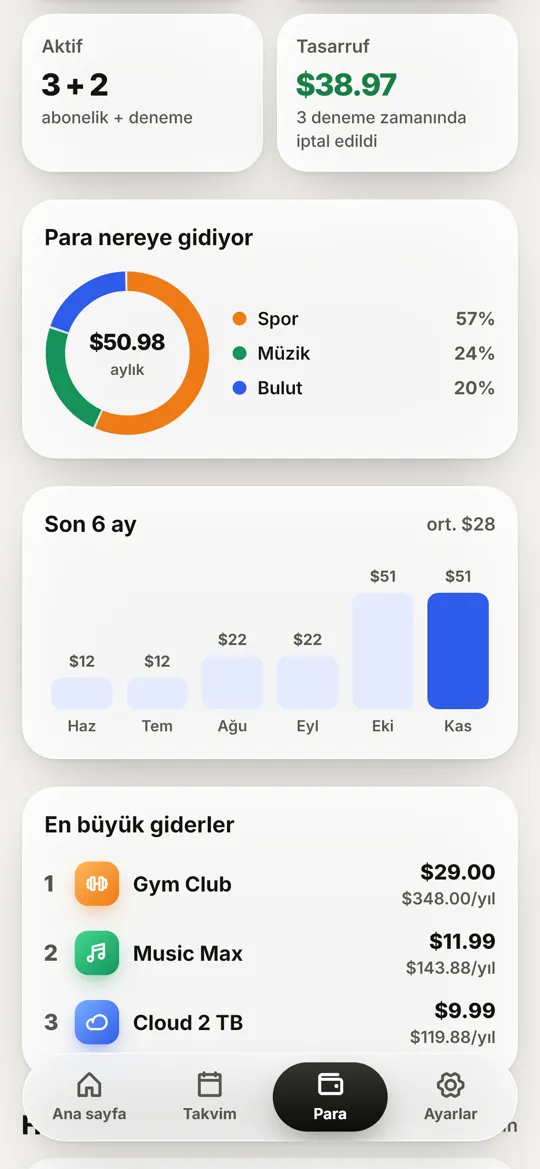 Aktif
3 + 2
abonelik + deneme
Tasarruf
$38.97
3 deneme zamanında
iptal edildi
Para nereye gidiyor
$50.98
aylık
Spor 57%
Müzik 24%
Bulut 20%
Son 6 ay ort. $28
$12 $12 $22 $22 $51 $51
Haz Tem Ağu Eyl Eki Kas
En büyük giderler
1 Gym Club $29.00
$348.00/yıl
2 Music Max $11.99
$143.88/yıl
3 Cloud 2 TB $9.99
$119.88/yıl
Ana sayfa Takvim Para Ayarlar